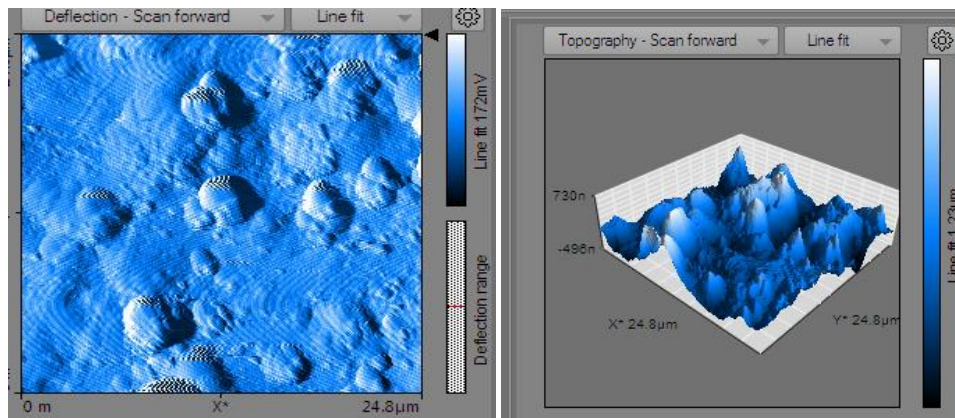 Deflection - Scan forward
Line fit
Line fit 172mV
Deflection range
0 m
X*
24.8µm
Topography - Scan forward
Line fit
730n
-496n
X* 24.8µm
Y* 24.8µm
Line fit 1.23µm